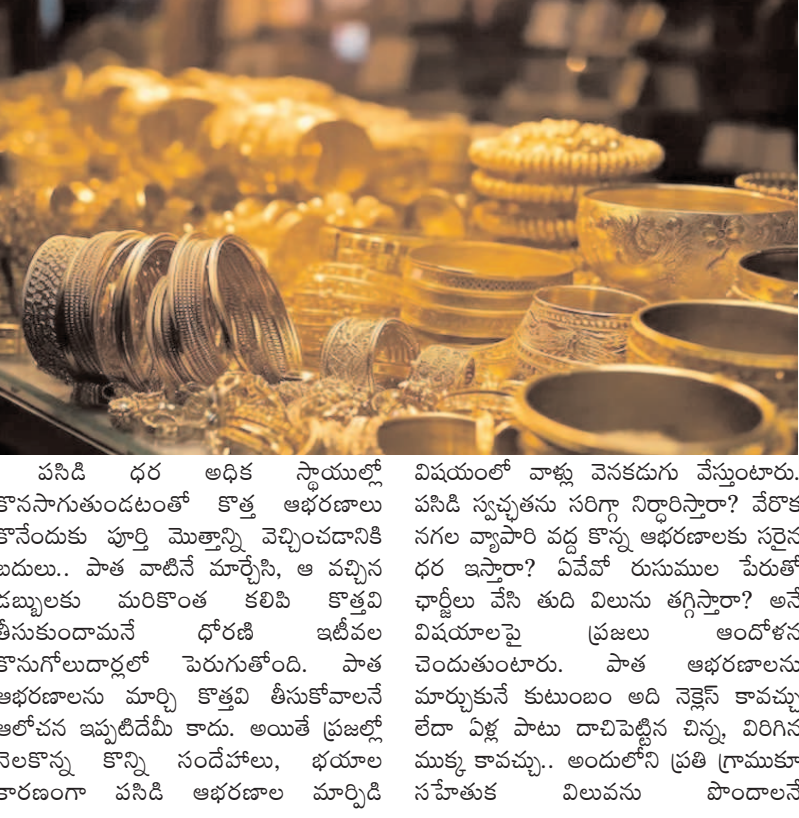 పసిడి ధర అధిక స్థాయుల్లో
కొనసాగుతుండటంతో కొత్త ఆభరణాలు
కొనేందుకు పూర్తి మొత్తాన్ని వెచ్చించడానికి
బదులు.. పాత వాటినే మార్చేసి, ఆ వచ్చిన
డబ్బులకు మరికొంత కలిపి కొత్తవి
తీసుకుందామనే ధోరణి ఇటీవల
కొనుగోలుదార్లలో పెరుగుతోంది. పాత
ఆభరణాలను మార్చి కొత్తవి తీసుకోవాలనే
ఆలోచన ఇప్పటిదేమీ కాదు. అయితే ప్రజల్లో
నెలకొన్న కొన్ని సందేహాలు, భయాల
కారణంగా పసిడి ఆభరణాల మార్పిడి
విషయంలో వాళ్లు వెనకడుగు వేస్తుంటారు.
పసిడి స్వచ్ఛతను సరిగ్గా నిర్ధారిస్తారా? వేరొక
నగల వ్యాపారి వద్ద కొన్న ఆభరణాలకు సరైన
ధర ఇస్తారా? ఏవేవో రుసుముల పేరుతో
ఛార్జీలు వేసి తుది విలును తగ్గిస్తారా? అనే
విషయాలపై ప్రజలు ఆందోళన
చెందుతుంటారు. పాత ఆభరణాలను
మార్చుకునే కుటుంబం అది నెక్లెస్ కావచ్చు
లేదా ఏళ్ల పాటు దాచిపెట్టిన చిన్న, విరిగిన
ముక్క కావచ్చు.. అందులోని ప్రతి గ్రాముకూ
సహేతుక విలువను పొందాలనే